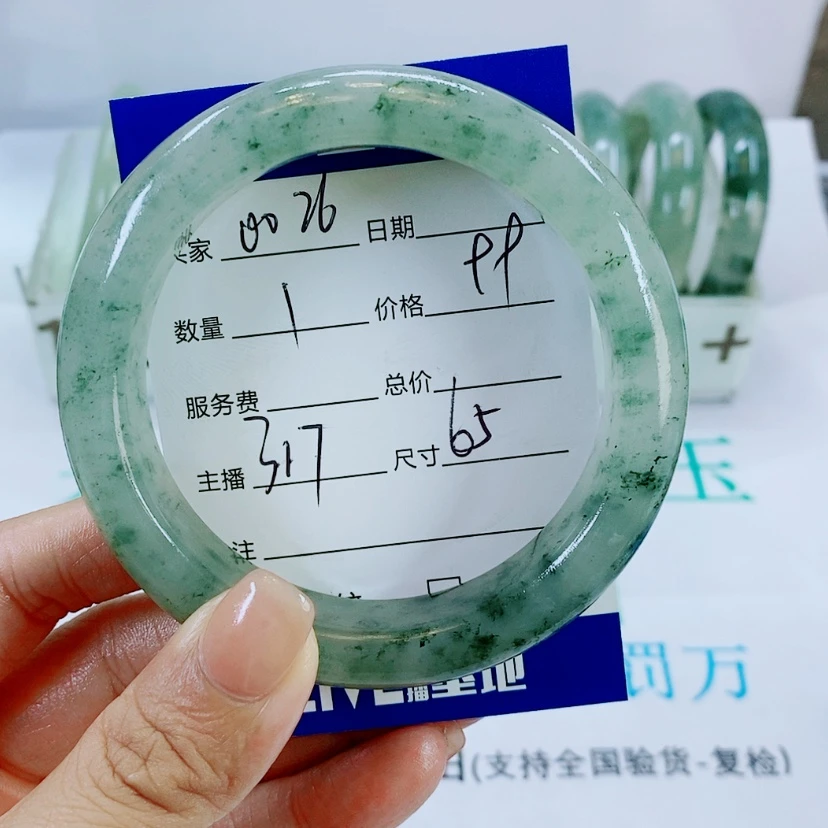 家 0026 日期
数量 1 价格 99
服务费 总价
主播 317 尺寸 65
注
播基地
玉
罚万
(支持全国验货-复检)